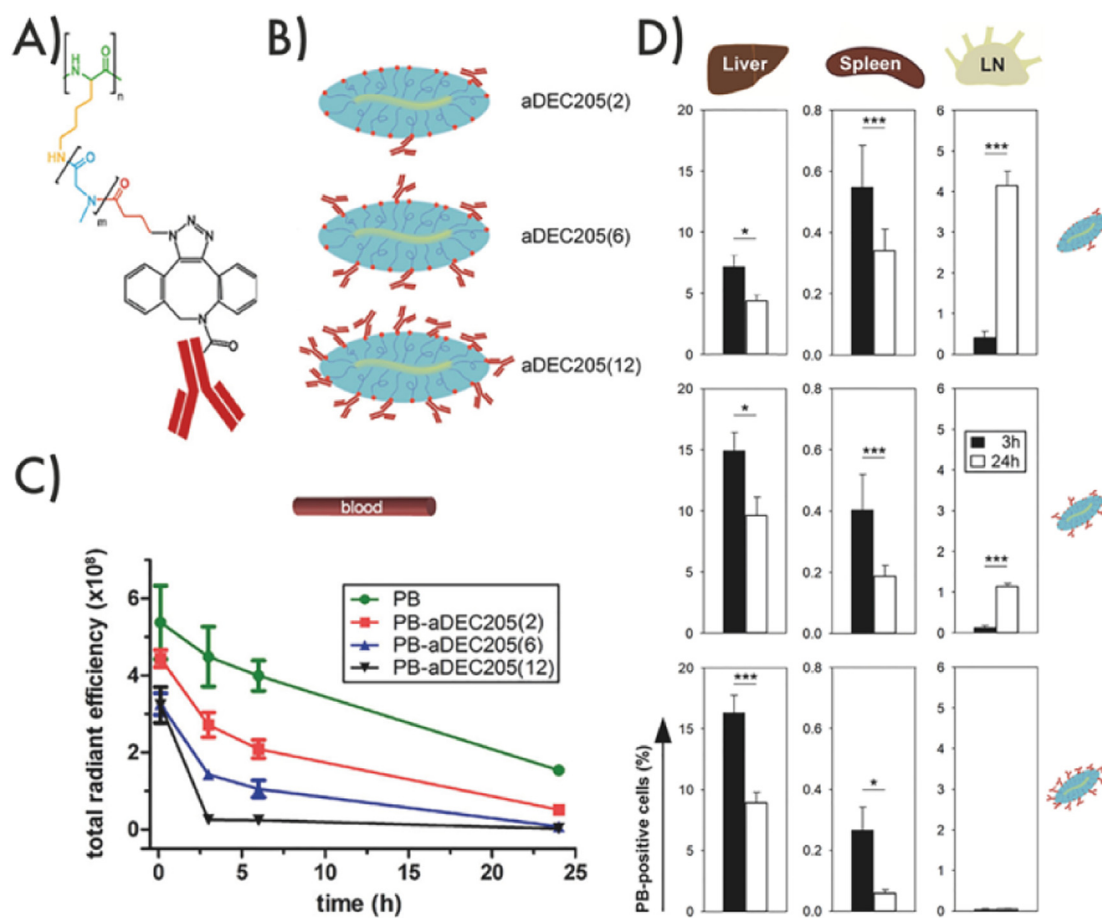 A)
H
N
O
n
HN
O
N
m
O
N
N
N
N
O
B)
aDEC205(2)
aDEC205(6)
aDEC205(12)
C)
blood
total radiant efficiency (x10⁸)
6
4
2
0
PB
PB-aDEC205(2)
PB-aDEC205(6)
PB-aDEC205(12)
0 5 10 15 20 25
time (h)
D)
Liver Spleen LN
20
15
10
5
0
*
0.8
0.6
0.4
0.2
0.0
***
6
5
4
3
2
1
0
***
20
15
10
5
0
*
0.8
0.6
0.4
0.2
0.0
***
6
5
4
3
2
1
0
3h
24h
***
PB-positive cells (%)
20
15
10
5
0
***
0.8
0.6
0.4
0.2
0.0
*
6
5
4
3
2
1
0